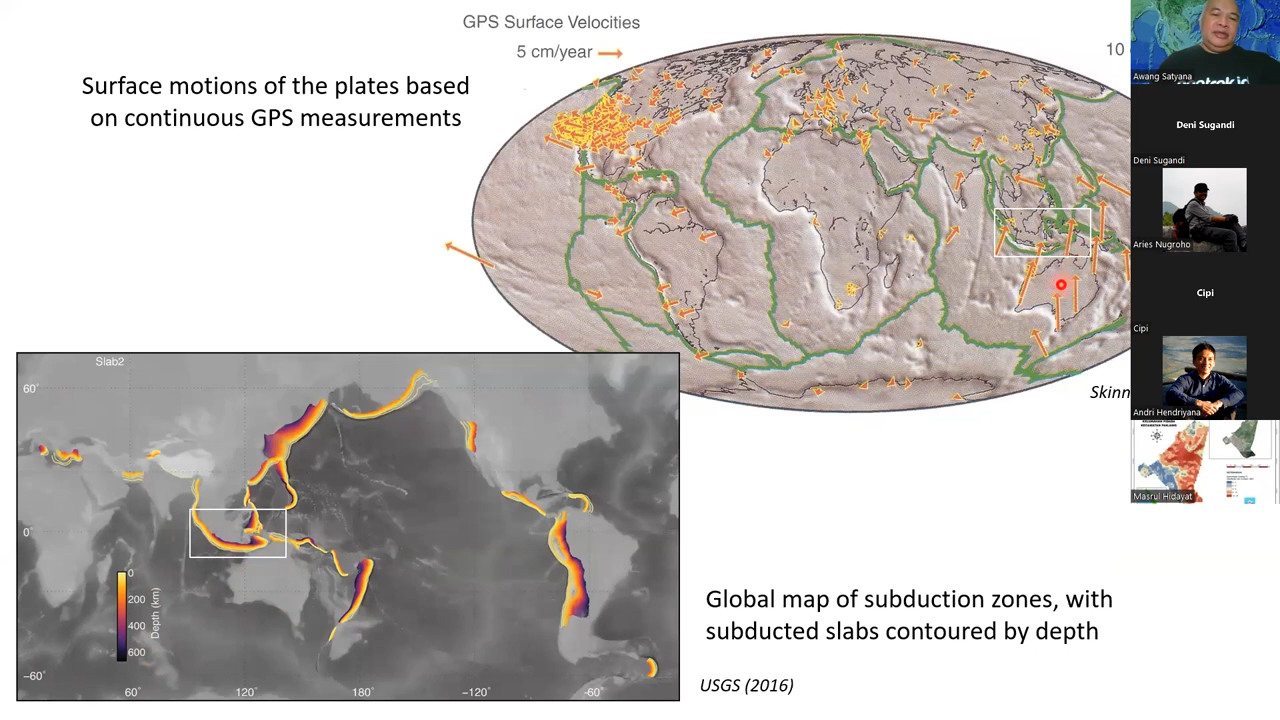 GPS Surface Velocities
5 cm/year
10
Surface motions of the plates based
on continuous GPS measurements
Skinn
Slab2
60°
0°
−60°
60°
120°
180°
−120°
−60°
0
200
400
600
Depth (km)
Global map of subduction zones, with
subducted slabs contoured by depth
USGS (2016)
Awang Satyana
Deni Sugandi
Deni Sugandi
Aries Nugroho
Cipi
Cipi
Andri Hendriyana
Masrul Hidayat